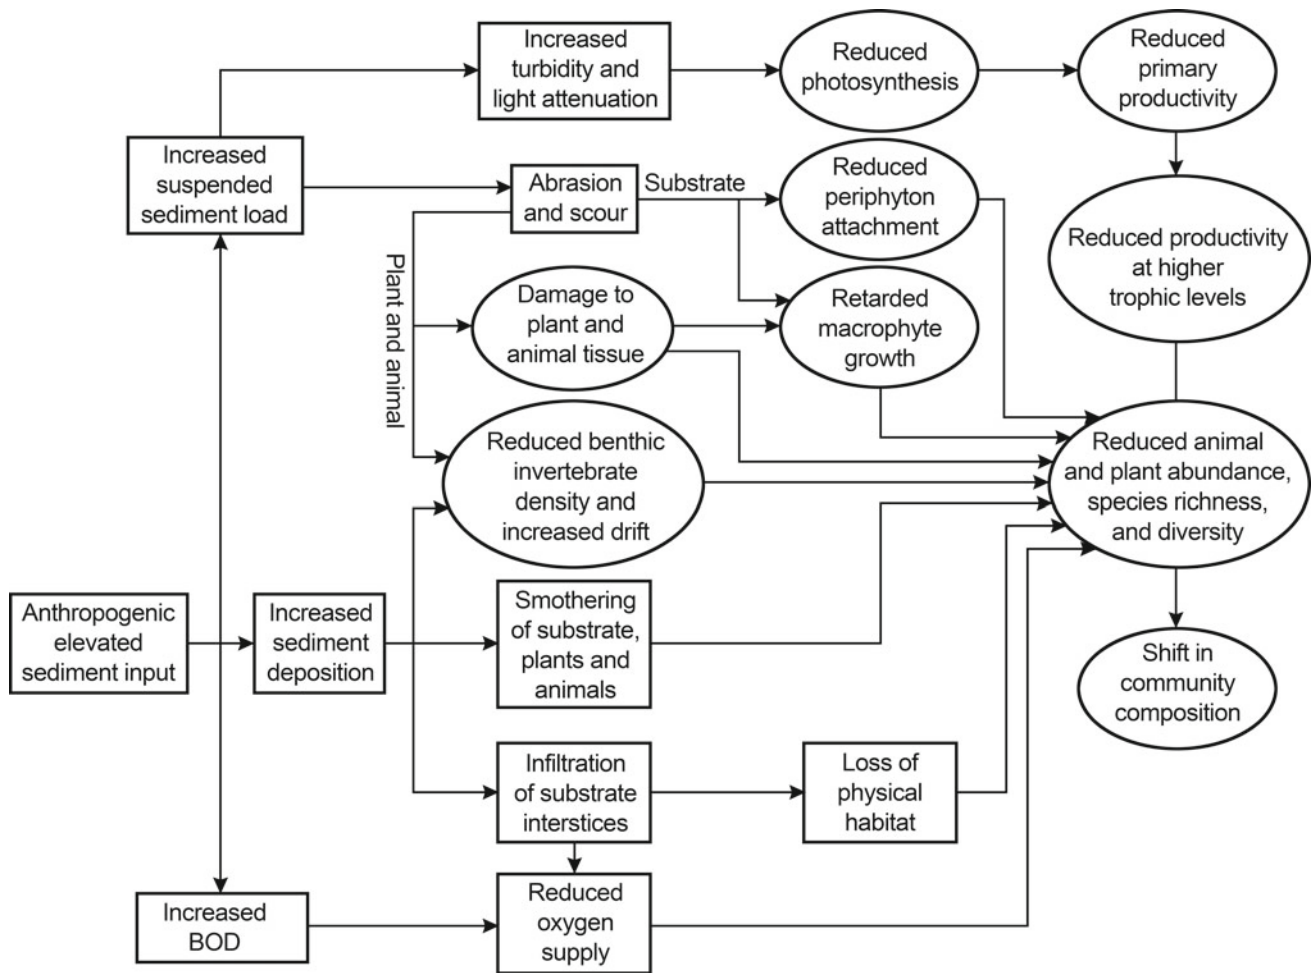 Increased
turbidity and
light attenuation
Reduced
photosynthesis
Reduced
primary
productivity
Increased
suspended
sediment load
Abrasion
and scour
Substrate
Reduced
periphyton
attachment
Reduced productivity
at higher
trophic levels
Plant and animal
Damage to
plant and
animal tissue
Retarded
macrophyte
growth
Reduced benthic
invertebrate
density and
increased drift
Reduced animal
and plant abundance,
species richness,
and diversity
Anthropogenic
elevated
sediment input
Increased
sediment
deposition
Smothering
of substrate,
plants and
animals
Shift in
community
composition
Infiltration
of substrate
interstices
Loss of
physical
habitat
Increased
BOD
Reduced
oxygen
supply